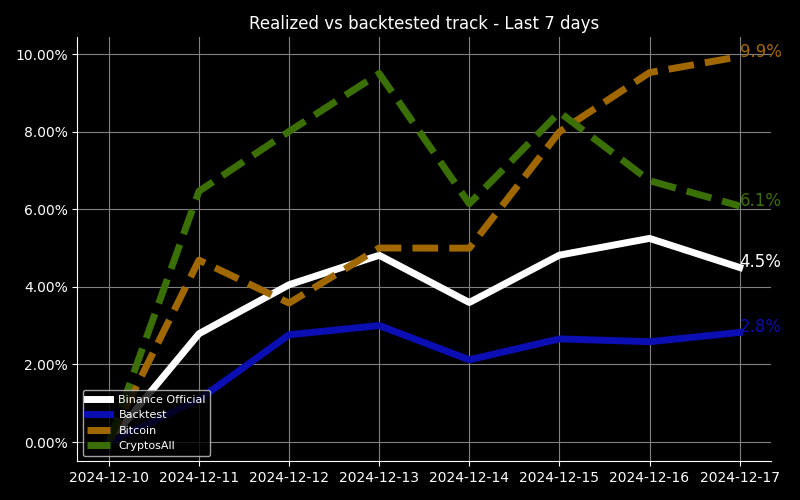 Realized vs backtested track - Last 7 days
10.00%
8.00%
6.00%
4.00%
2.00%
0.00%
9.9%
6.1%
4.5%
2.8%
Binance Official
Backtest
Bitcoin
CryptosAll
2024-12-10 2024-12-11 2024-12-12 2024-12-13 2024-12-14 2024-12-15 2024-12-16 2024-12-17